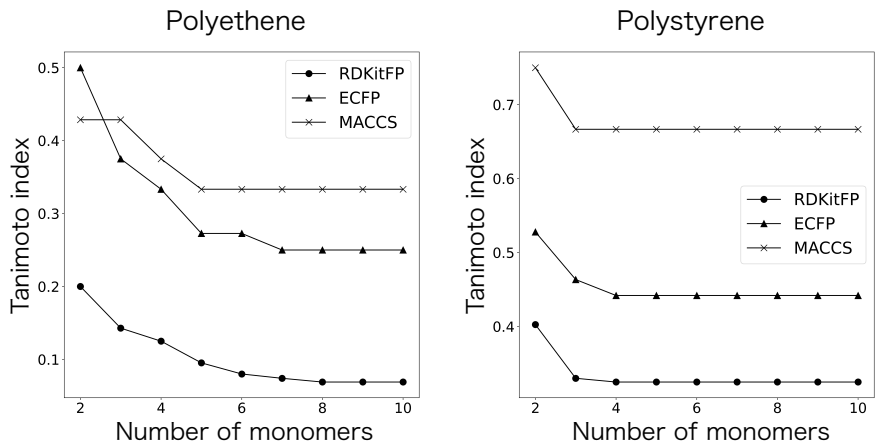 Polyethene
Tanimoto index
0.5
0.4
0.3
0.2
0.1
RDKitFP
ECFP
MACCS
2 4 6 8 10
Number of monomers
Polystyrene
Tanimoto index
0.7
0.6
0.5
0.4
RDKitFP
ECFP
MACCS
2 4 6 8 10
Number of monomers